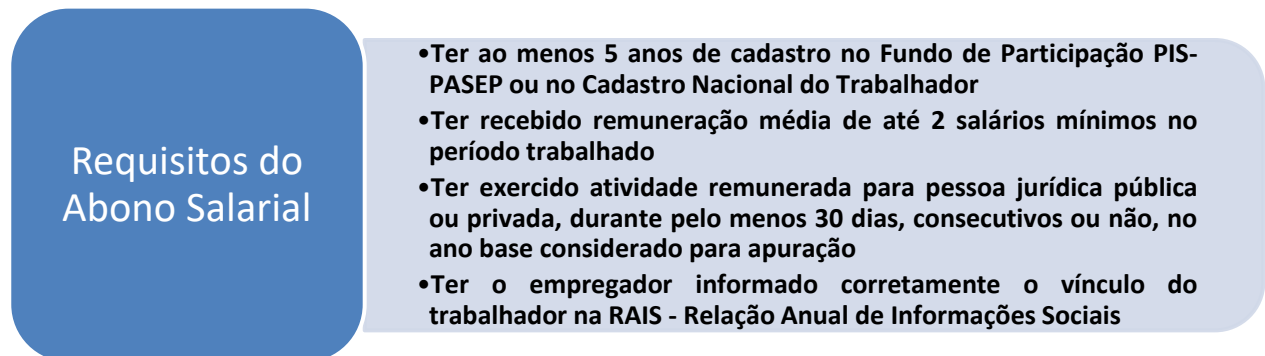 Requisitos do
Abono Salarial
•Ter ao menos 5 anos de cadastro no Fundo de Participação PIS-
PASEP ou no Cadastro Nacional do Trabalhador
•Ter recebido remuneração média de até 2 salários mínimos no
período trabalhado
•Ter exercido atividade remunerada para pessoa jurídica pública
ou privada, durante pelo menos 30 dias, consecutivos ou não, no
ano base considerado para apuração
•Ter o empregador informado corretamente o vínculo do
trabalhador na RAIS - Relação Anual de Informações Sociais